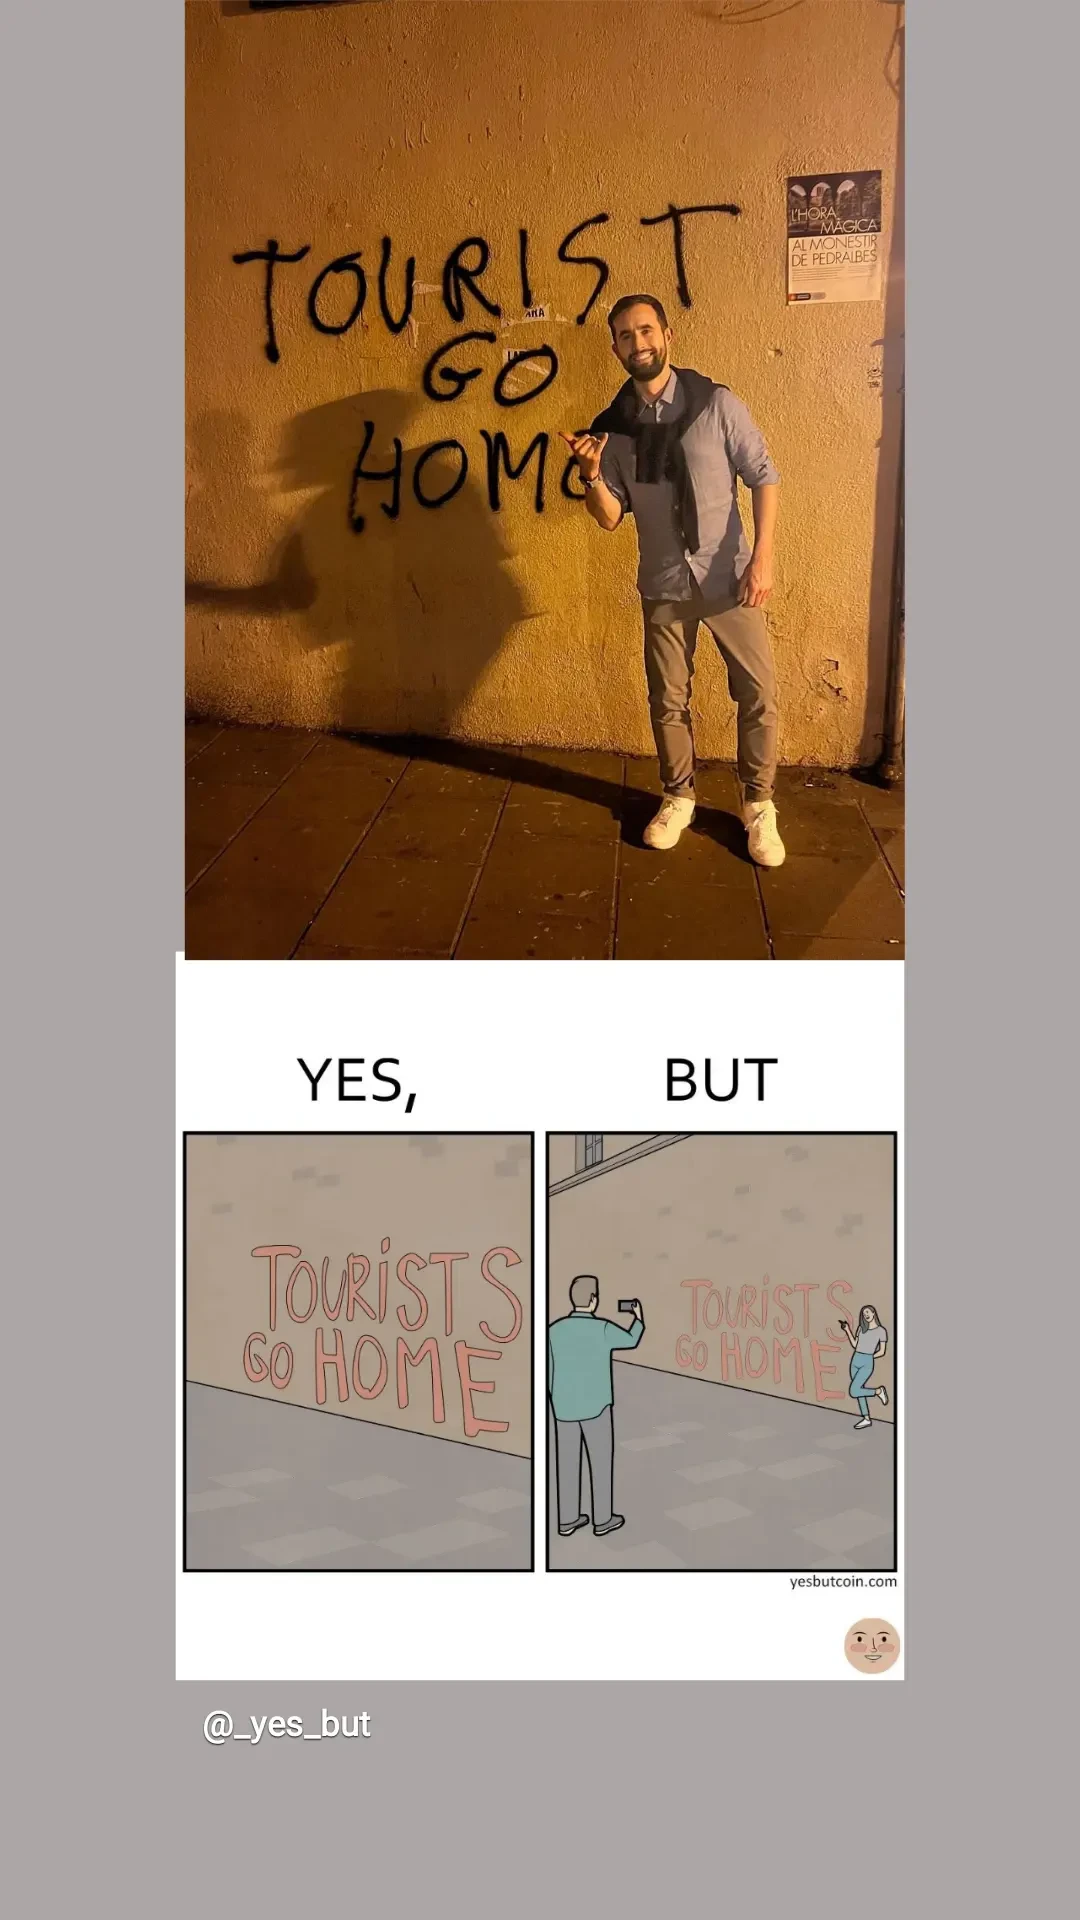 TOURIST
GO
HOME
L'HORA
MÀGICA
AL MONESTIR
DE PEDRALBES
YES,
BUT
TOURISTS
GO HOME
TOURISTS
GO HOME
yesbutcoin.com
@_yes_but